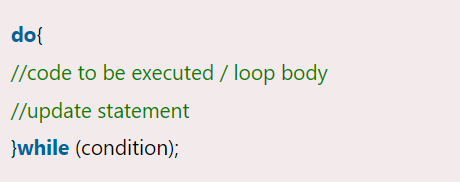 do{
//code to be executed / loop body
//update statement
}while (condition);